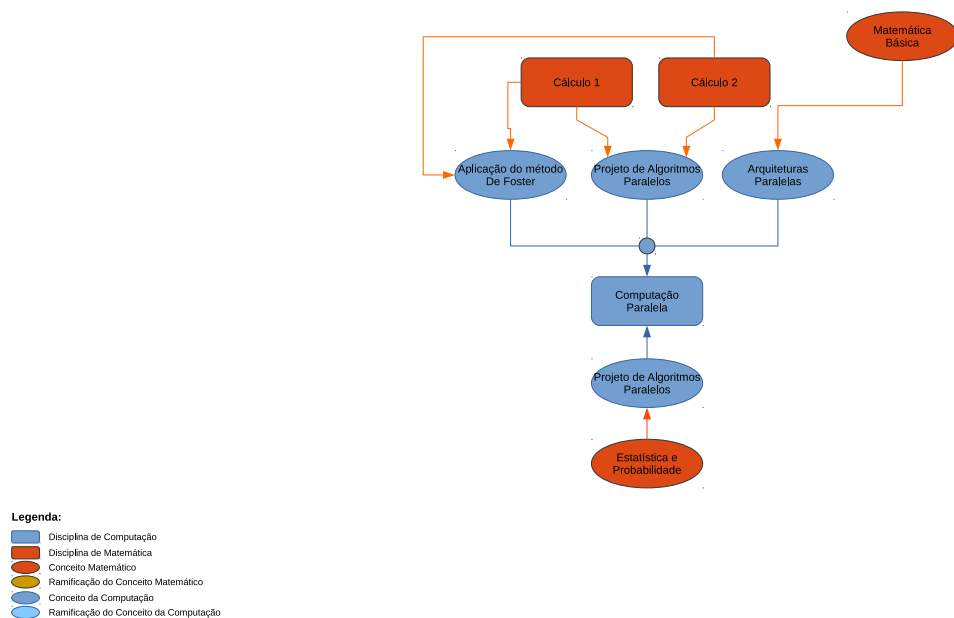 Matemática
Básica
Cálculo 1
Cálculo 2
Aplicação do método
De Foster
Projeto de Algoritmos
Paralelos
Arquiteturas
Paralelas
Computação
Paralela
Projeto de Algoritmos
Paralelos
Estatística e
Probabilidade
Legenda:
Disciplina de Computação
Disciplina de Matemática
Conceito Matemático
Ramificação do Conceito Matemático
Conceito da Computação
Ramificação do Conceito da Computação